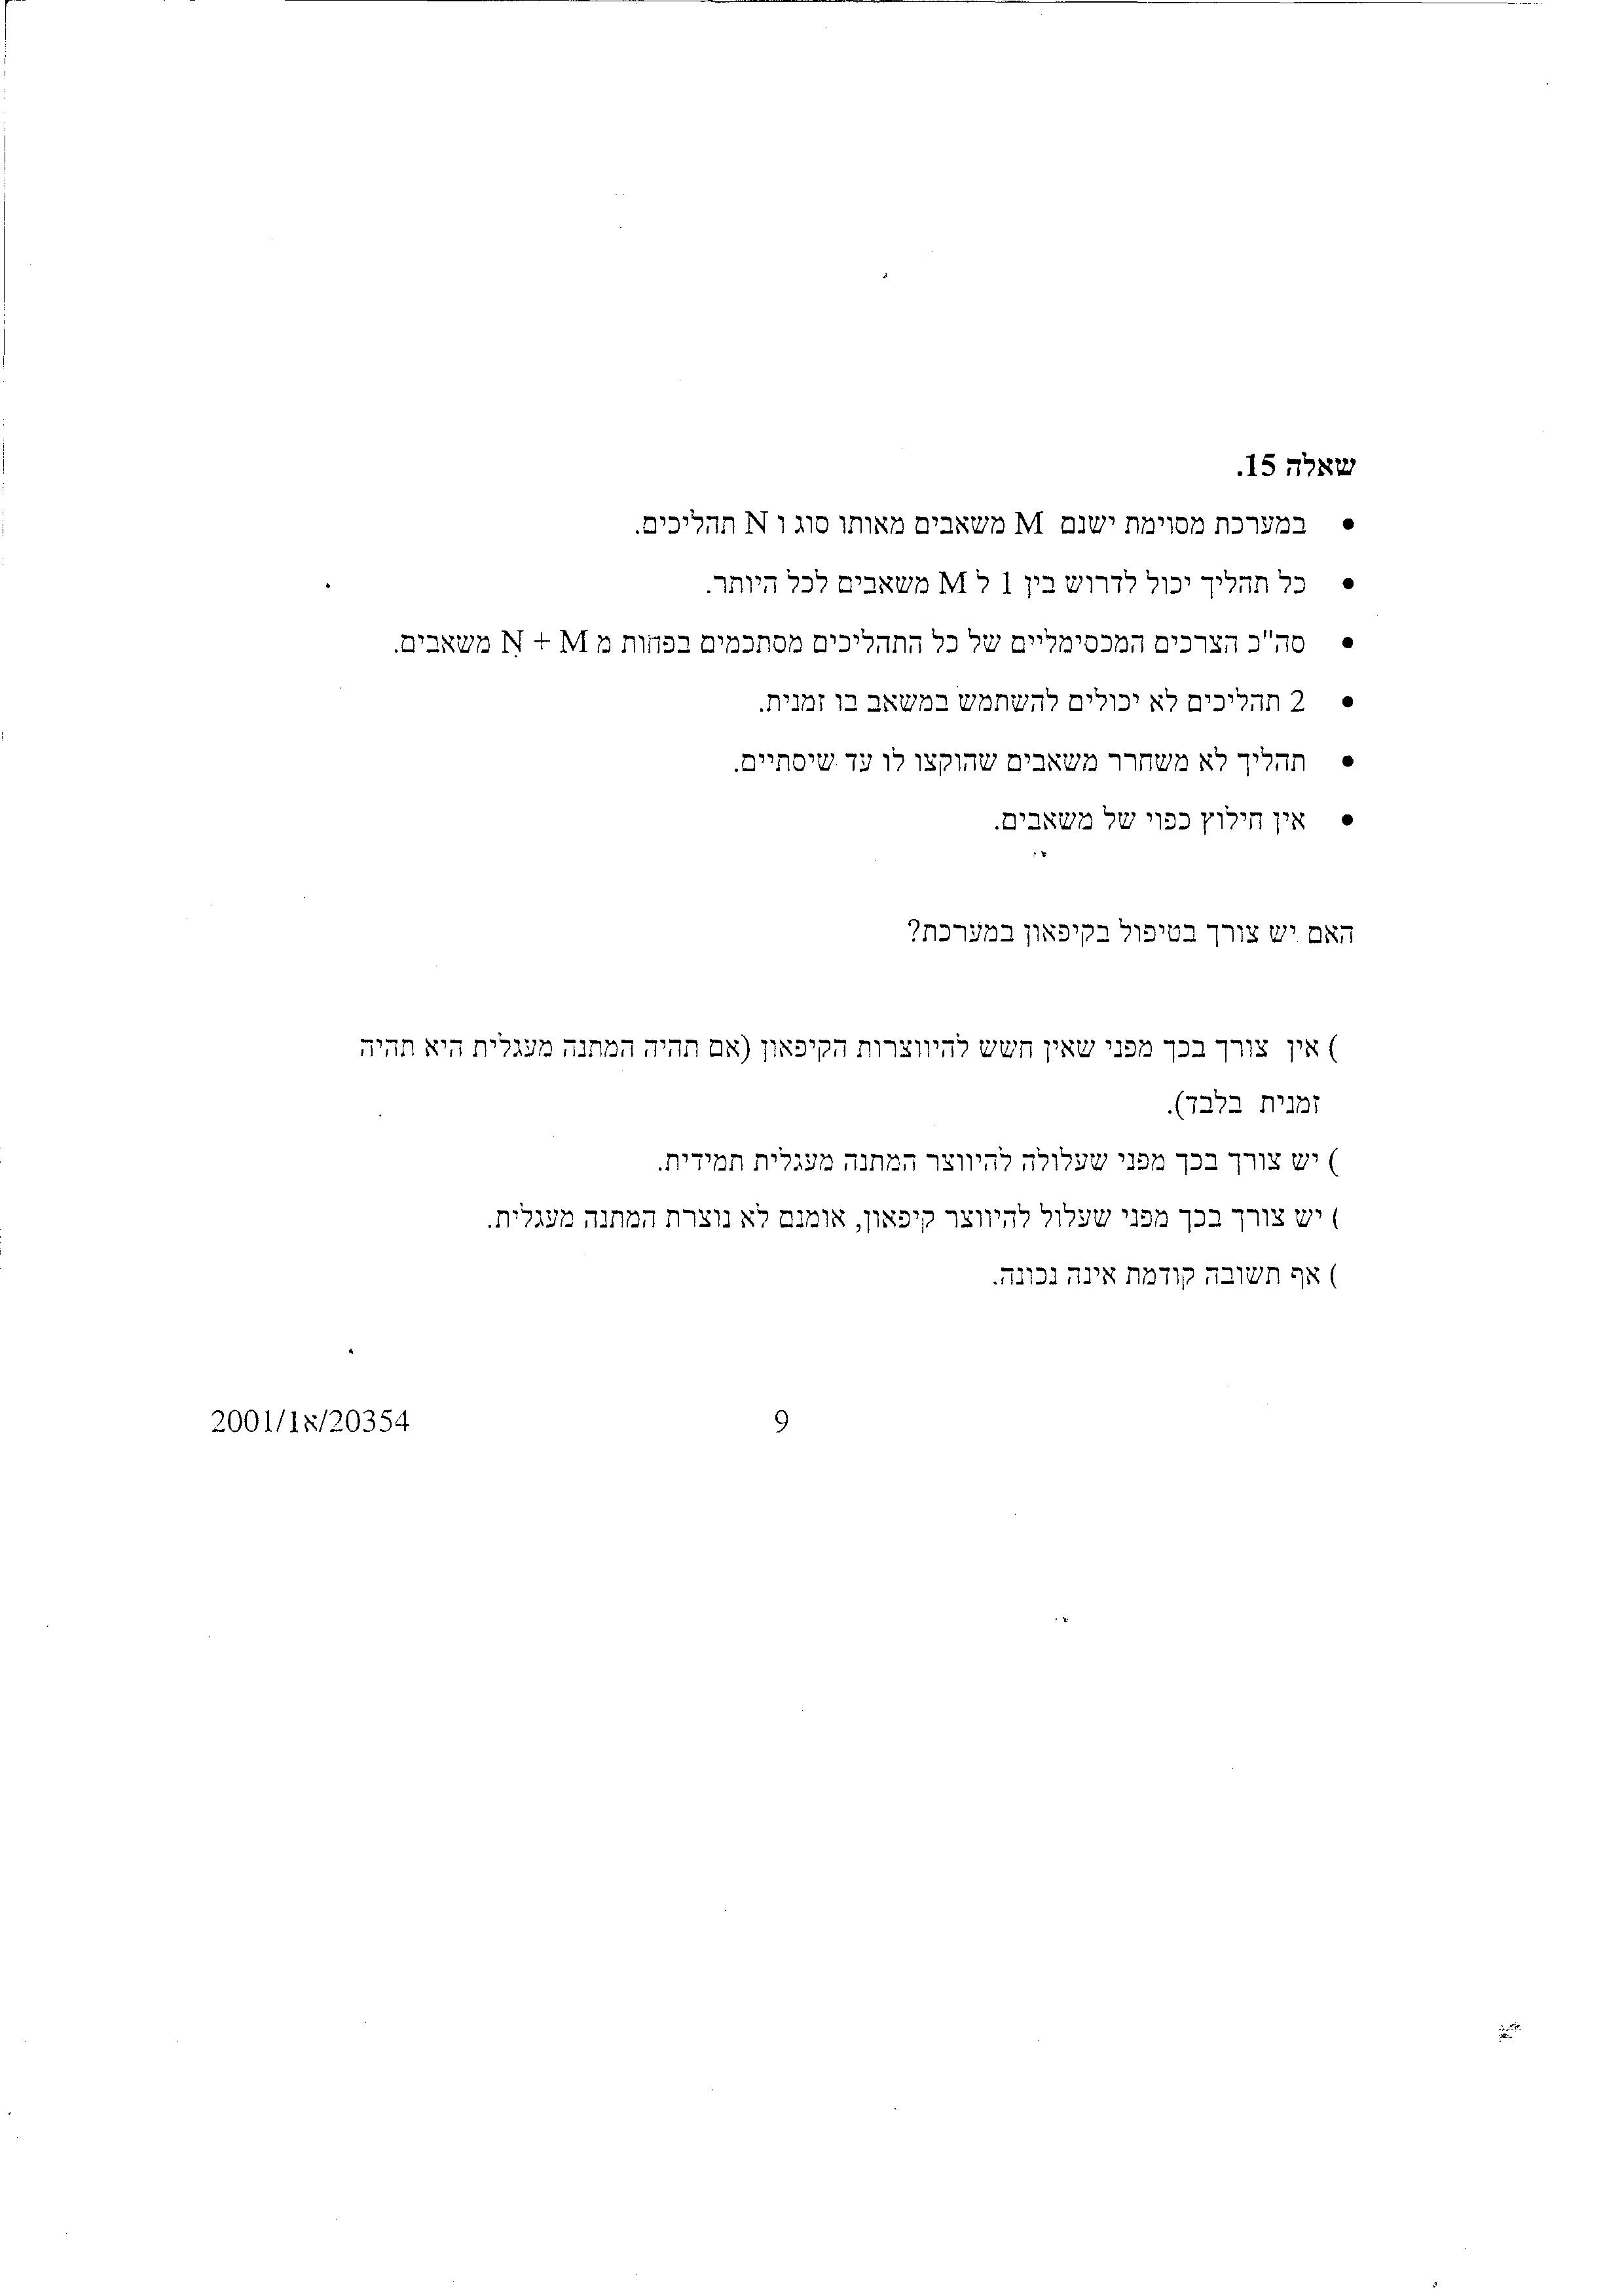 שאלה 15.
• במערכת מסוימת ישנם M משאבים מאותו סוג ו N תהליכים.
• כל תהליך יכול לדרוש בין 1 ל M משאבים לכל היותר.
• סה"כ הצרכים המכסימליים של כל התהליכים מסתכמים בפחות מ N + M משאבים.
• 2 תהליכים לא יכולים להשתמש במשאב בו זמנית.
• תהליך לא משחרר משאבים שהוקצו לו עד שיסתיים.
• אין חילוץ כפוי של משאבים.
האם יש צורך בטיפול בקיפאון במערכת?
) אין צורך בכך מפני שאין חשש להיווצרות הקיפאון (אם תהיה המתנה מעגלית היא תהיה
זמנית בלבד).
) יש צורך בכך מפני שעלולה להיווצר המתנה מעגלית תמידית.
) יש צורך בכך מפני שעלול להיווצר קיפאון, אומנם לא נוצרת המתנה מעגלית.
) אף תשובה קודמת אינה נכונה.
9
20354/א1/2001